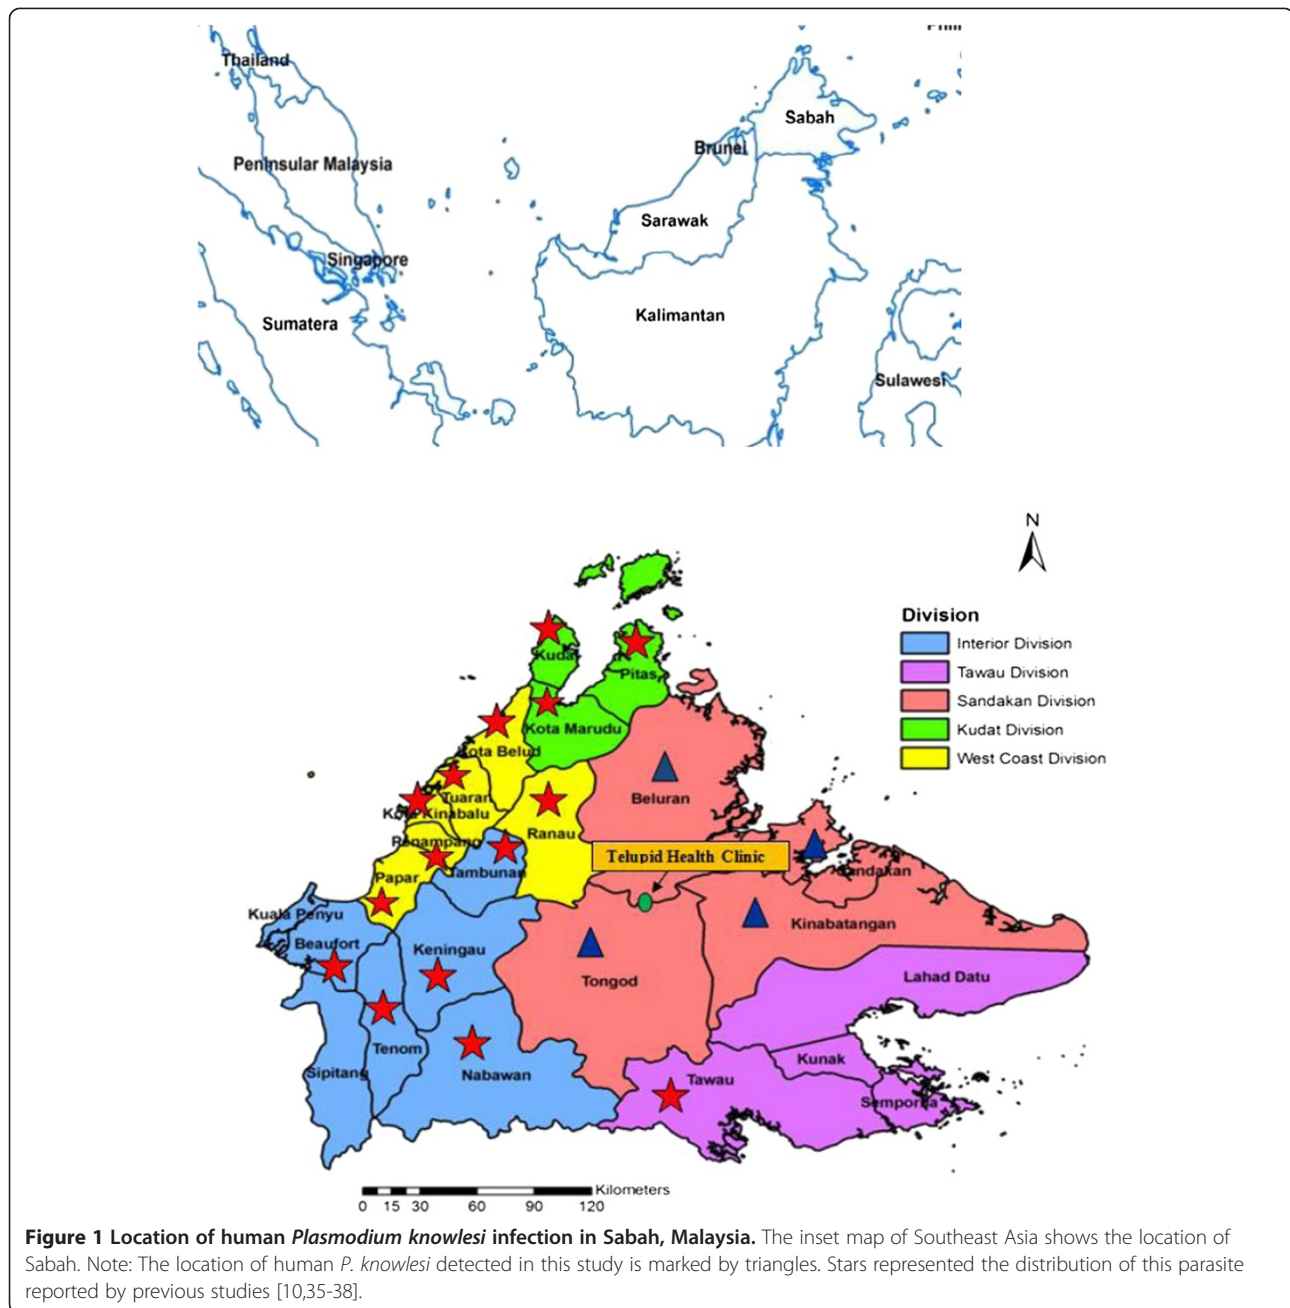 Thailand
Sabah
Brunei
Peninsular Malaysia
Sarawak
Singapore
Sumatera
Kalimantan
Sulawesi
N
Division
Interior Division
Tawau Division
Sandakan Division
Kudat Division
West Coast Division
Kudat
Pitas
Kota Marudu
Kota Belud
Tuaran
Kota Kinabalu
Beluran
Ranau
Penampang
Telupid Health Clinic
Tambunan
Papar
Sandakan
Kuala Penyu
Kinabatangan
Beaufort
Keningau
Lahad Datu
Tongod
Tenom
Kunak
Sipitang
Nabawan
Tawau
Semporna
Kilometers
0 15 30 60 90 120
Figure 1 Location of human Plasmodium knowlesi infection in Sabah, Malaysia. The inset map of Southeast Asia shows the location of
Sabah. Note: The location of human P. knowlesi detected in this study is marked by triangles. Stars represented the distribution of this parasite
reported by previous studies [10,35-38].